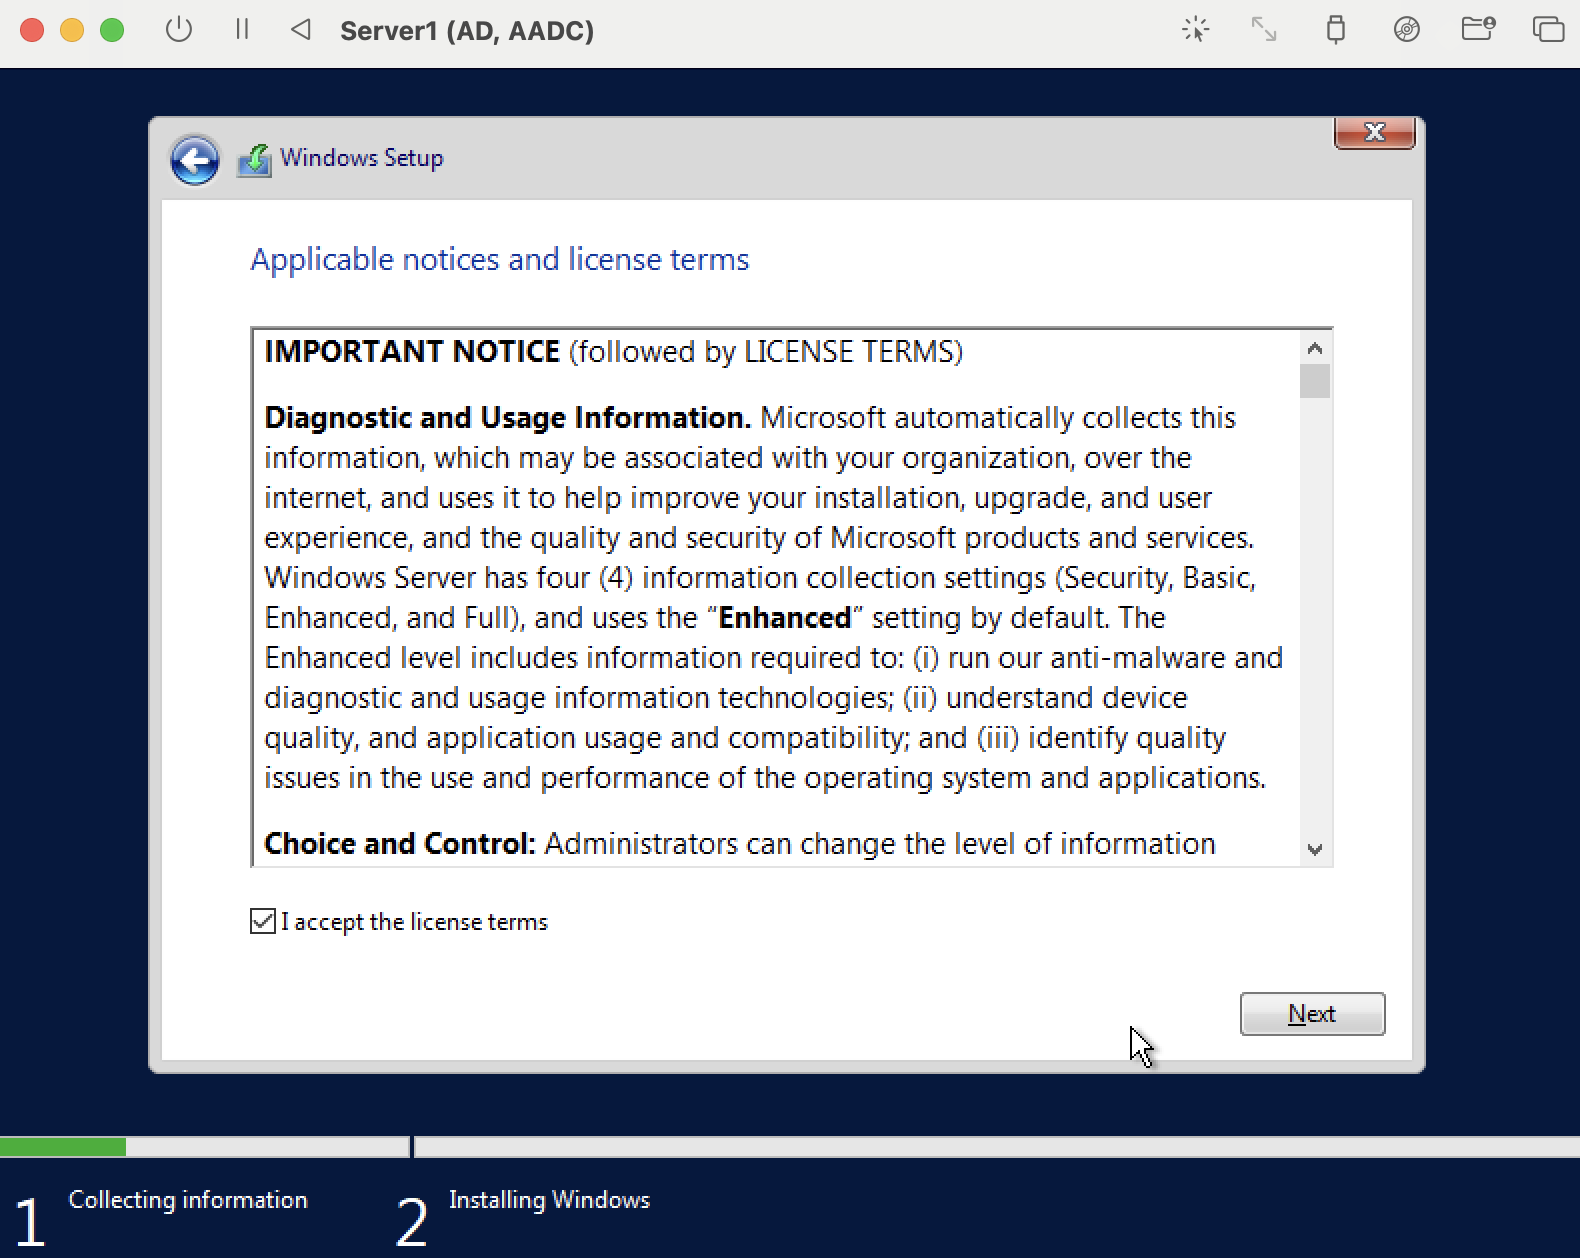 Server1 (AD, AADC)
Windows Setup
Applicable notices and license terms
IMPORTANT NOTICE (followed by LICENSE TERMS)
Diagnostic and Usage Information. Microsoft automatically collects this
information, which may be associated with your organization, over the
internet, and uses it to help improve your installation, upgrade, and user
experience, and the quality and security of Microsoft products and services.
Windows Server has four (4) information collection settings (Security, Basic,
Enhanced, and Full), and uses the “Enhanced” setting by default. The
Enhanced level includes information required to: (i) run our anti-malware and
diagnostic and usage information technologies; (ii) understand device
quality, and application usage and compatibility; and (iii) identify quality
issues in the use and performance of the operating system and applications.
Choice and Control: Administrators can change the level of information
I accept the license terms
Next
1 Collecting information
2 Installing Windows